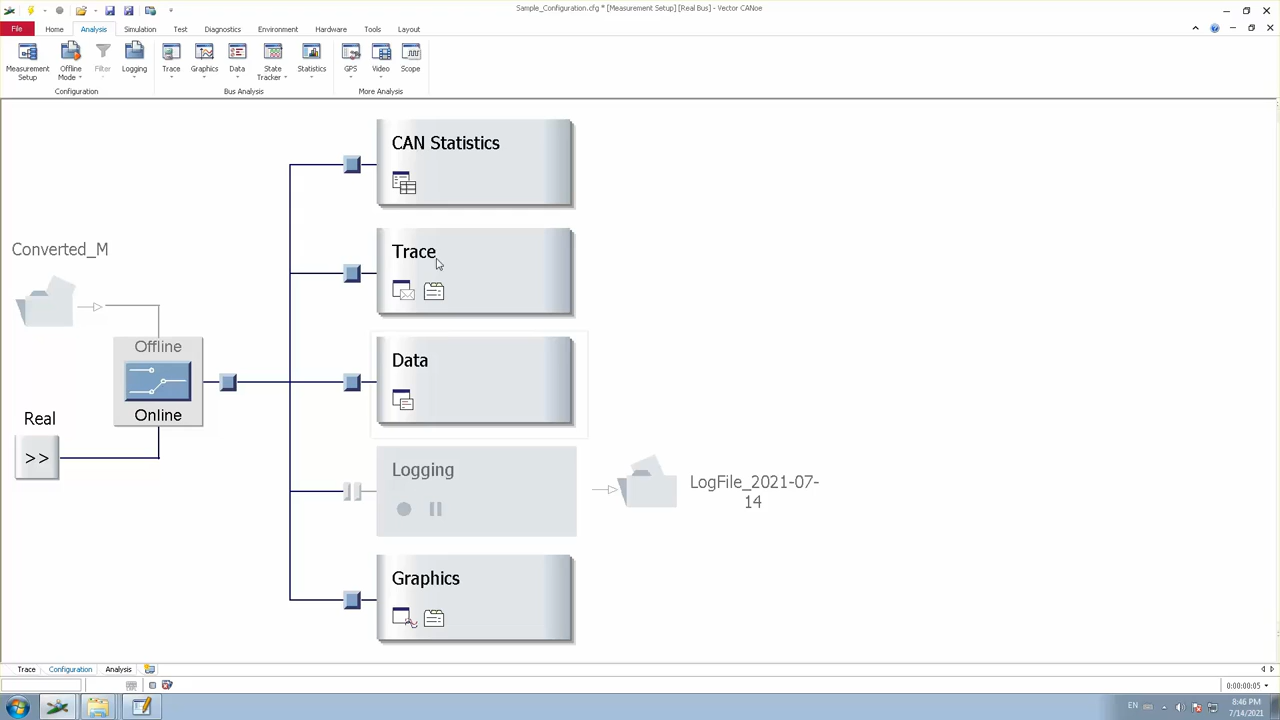 Sample_Configuration.cfg * [Measurement Setup] [Real Bus] - Vector CANoe
File Home Analysis Simulation Test Diagnostics Environment Hardware Tools Layout
Measurement Setup
Offline Mode
Filter
Logging
Trace
Graphics
Data
State Tracker
Statistics
GPS
Video
Scope
Configuration
Bus Analysis
More Analysis
CAN Statistics
Trace
Converted_M
Offline
Online
Real
>>
Data
Logging
LogFile_2021-07-
14
Graphics
Trace Configuration Analysis
0:00:00:05
EN
8:46 PM
7/14/2021